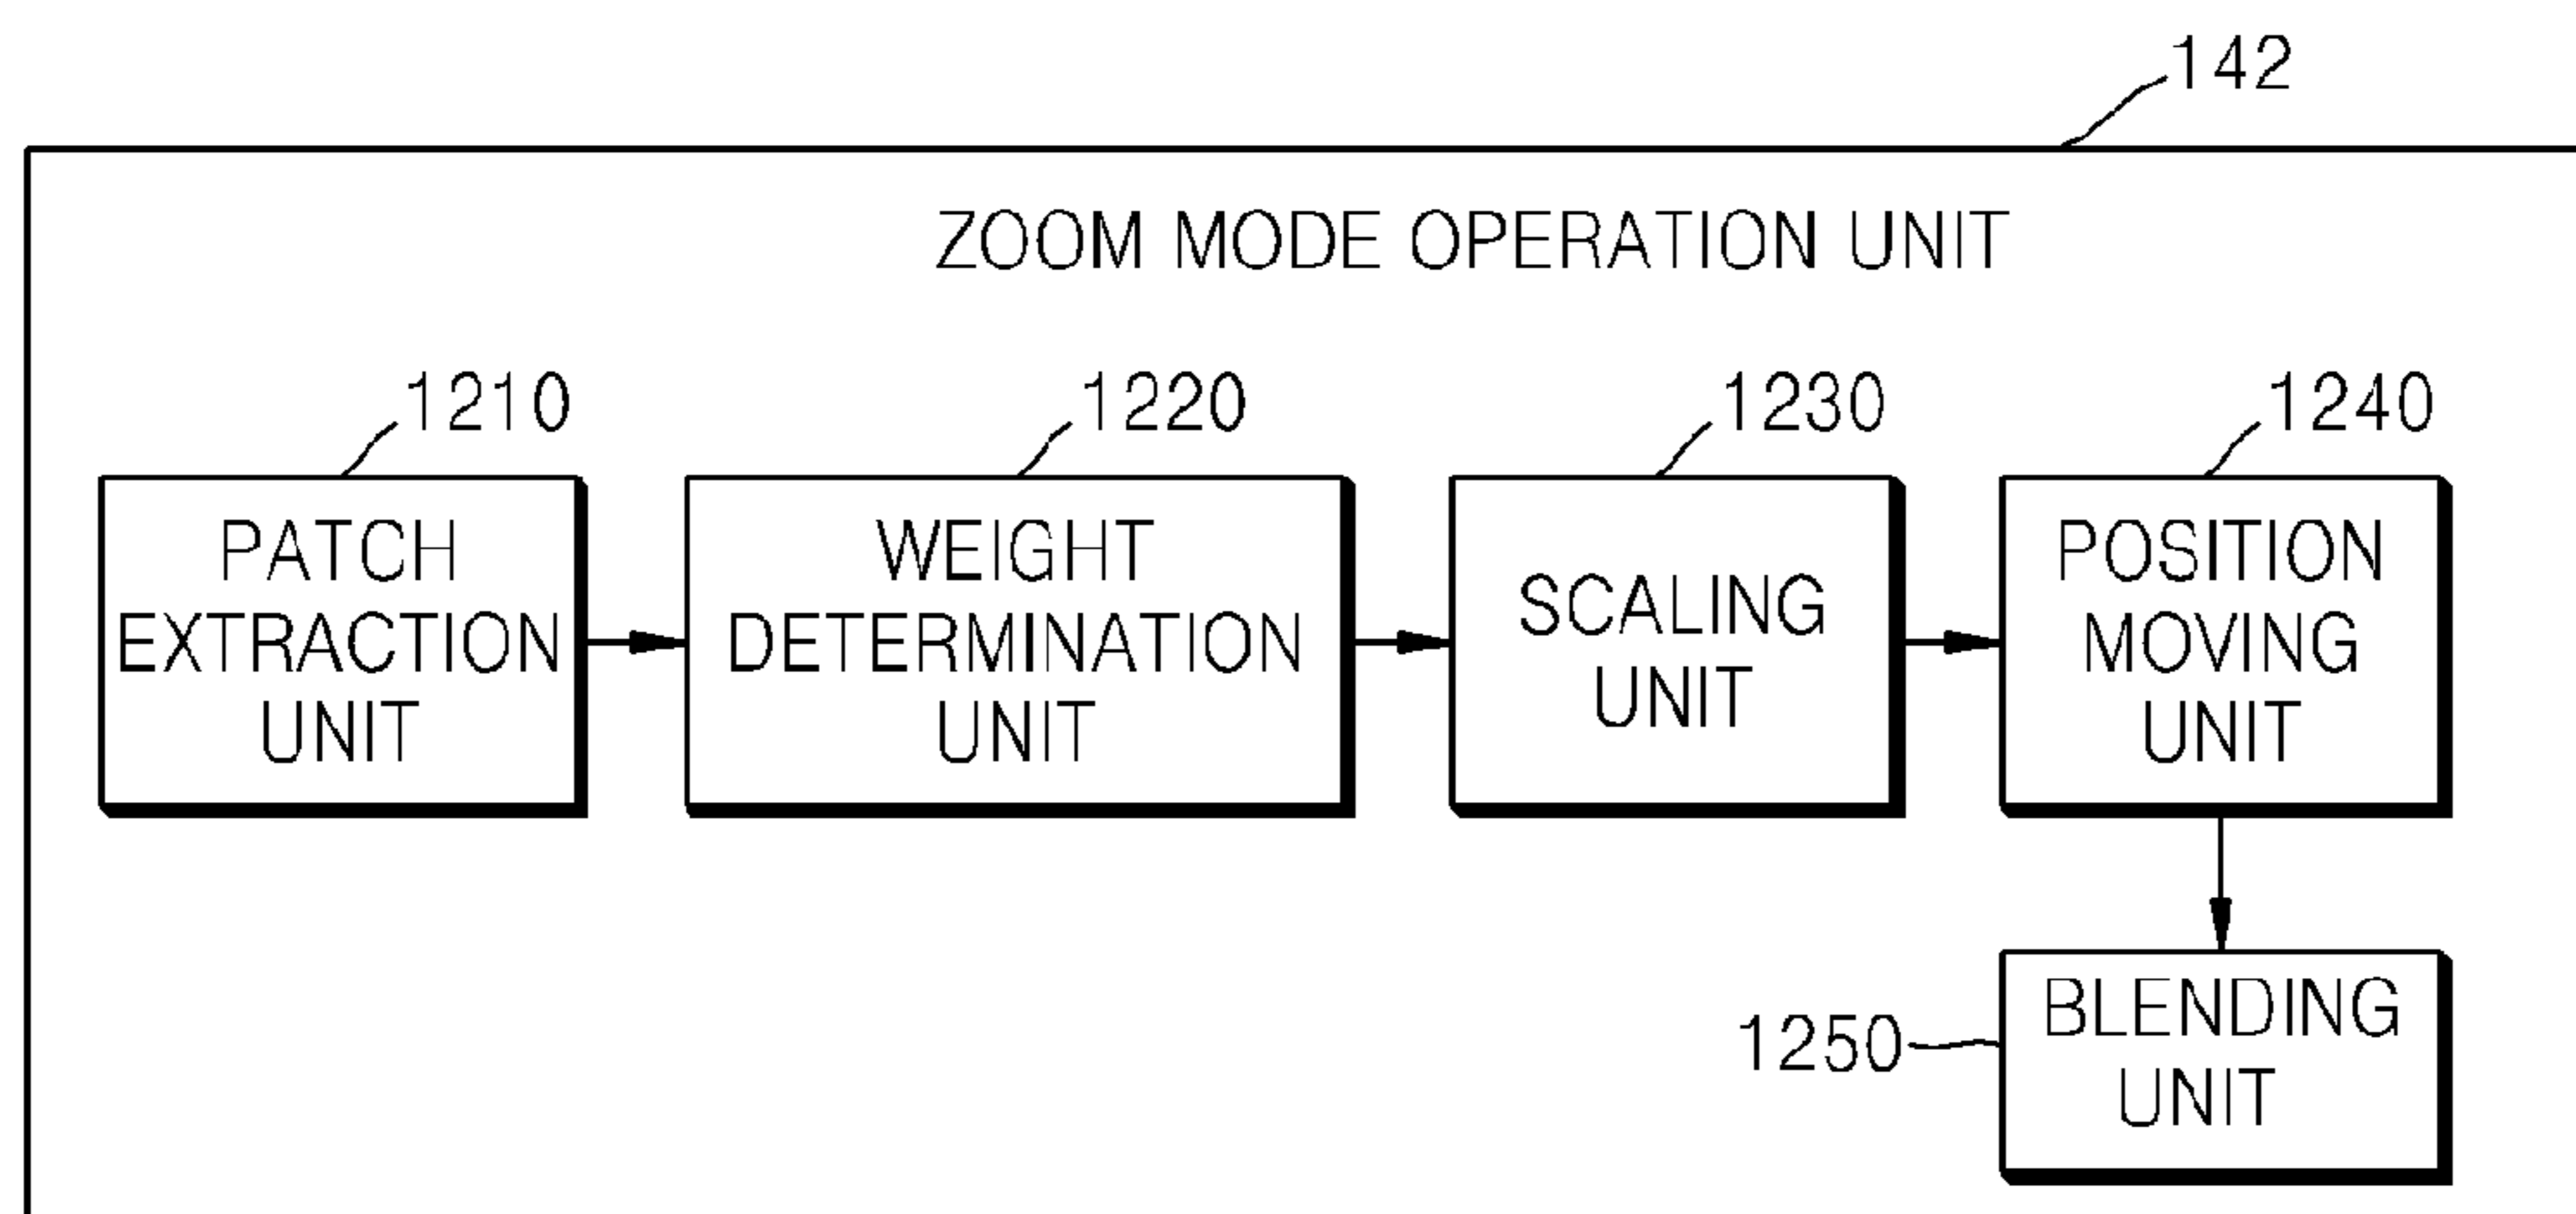 142
ZOOM MODE OPERATION UNIT
1210
1220
1230
1240
PATCH
EXTRACTION
UNIT
WEIGHT
DETERMINATION
UNIT
SCALING
UNIT
POSITION
MOVING
UNIT
1250
BLENDING
UNIT